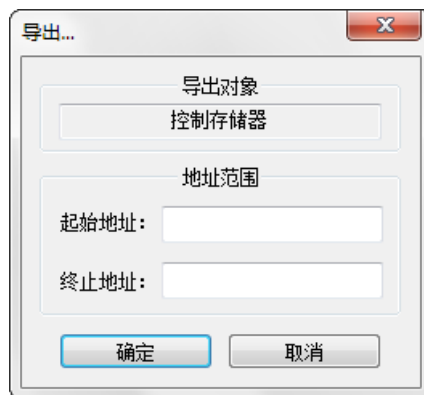 导出...
导出对象
控制存储器
地址范围
起始地址：
终止地址：
确定 取消